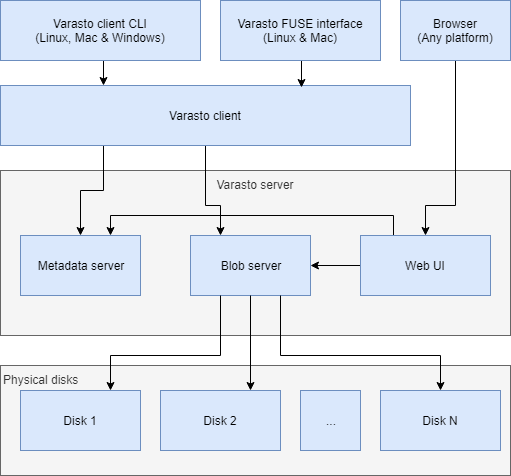 Varasto client CLI
(Linux, Mac & Windows)
Varasto FUSE interface
(Linux & Mac)
Browser
(Any platform)
Varasto client
Varasto server
Metadata server
Blob server
Web UI
Physical disks
Disk 1
Disk 2
...
Disk N